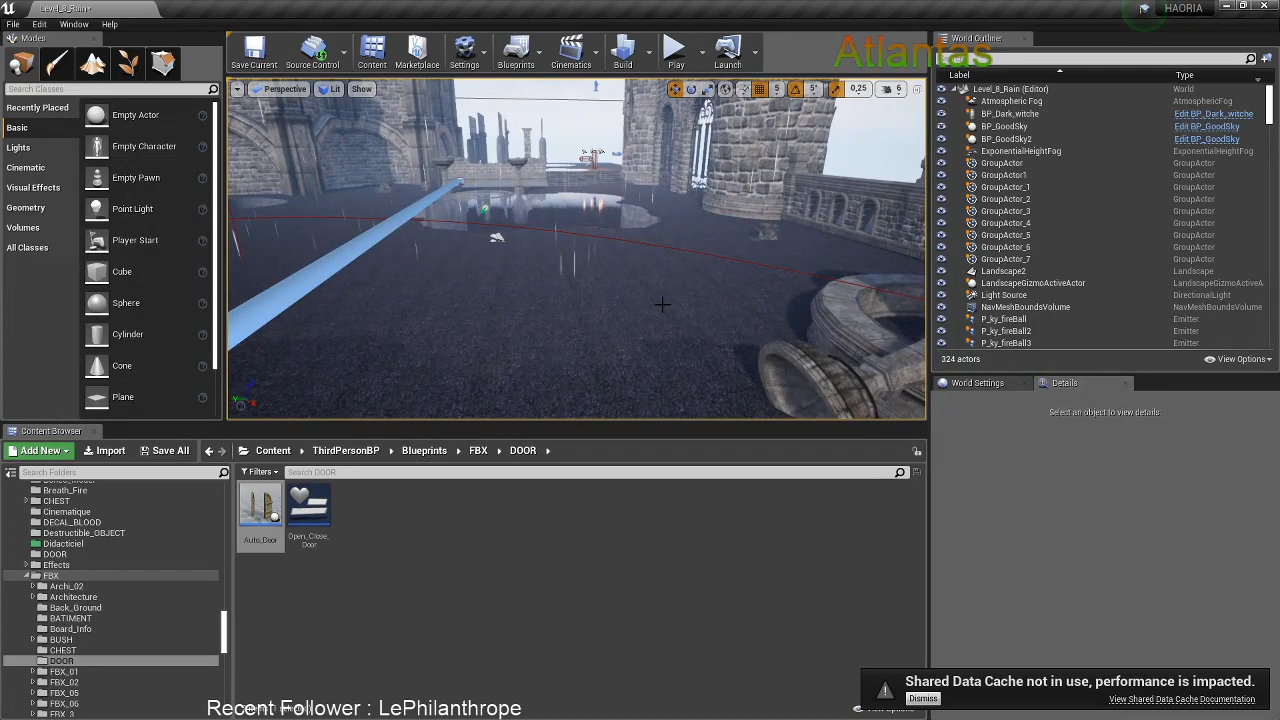 Level_8_Rain*
HAORIA
File Edit Window Help
Modes
Search Classes
Recently Placed
Basic
Lights
Cinematic
Visual Effects
Geometry
Volumes
All Classes
Empty Actor
Empty Character
Empty Pawn
Point Light
Player Start
Cube
Sphere
Cylinder
Cone
Plane
Save Current Source Control Content Marketplace Settings Blueprints Cinematics Build Play Launch
Atlantas
Perspective Lit Show
5 5° 0,25 6
World Outliner
Label Type
Level_8_Rain (Editor) World
Atmospheric Fog AtmosphericFog
BP_Dark_witche Edit BP_Dark_witche
BP_GoodSky Edit BP_GoodSky
BP_GoodSky2 Edit BP_GoodSky
ExponentialHeightFog ExponentialHeightFog
GroupActor GroupActor
GroupActor1 GroupActor
GroupActor_1 GroupActor
GroupActor_2 GroupActor
GroupActor_3 GroupActor
GroupActor_4 GroupActor
GroupActor_5 GroupActor
GroupActor_6 GroupActor
GroupActor_7 GroupActor
Landscape2 Landscape
LandscapeGizmoActiveActor LandscapeGizmoActiveA
Light Source DirectionalLight
NavMeshBoundsVolume NavMeshBoundsVolume
P_ky_fireBall Emitter
P_ky_fireBall2 Emitter
P_ky_fireBall3 Emitter
324 actors View Options
World Settings Details
Select an object to view details.
Content Browser
Add New Import Save All Content ThirdPersonBP Blueprints FBX DOOR
Search Folders
Filters Search DOOR
Breath_Fire
CHEST
Cinematique
DECAL_BLOOD
Destructible_OBJECT
Didacticiel
DOOR
Effects
FBX
Archi_02
Architecture
Back_Ground
BATIMENT
Board_Info
BUSH
CHEST
DOOR
FBX_01
FBX_02
FBX_05
FBX_06
FBX_3
Auto_Door
Open_Close_
Door
Shared Data Cache not in use, performance is impacted.
Dismiss View Shared Data Cache Documentation
Recent Follower : LePhilanthrope